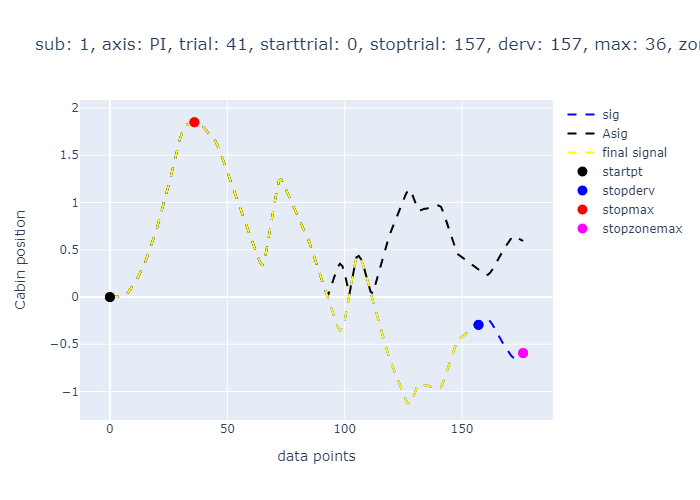 sub: 1, axis: PI, trial: 41, starttrial: 0, stoptrial: 157, derv: 157, max: 36,
Cabin position
2
1.5
1
0.5
0
−0.5
−1
0
50
100
150
data points
sig
Asig
final signal
startpt
stopderv
stopmax
stopzonemax